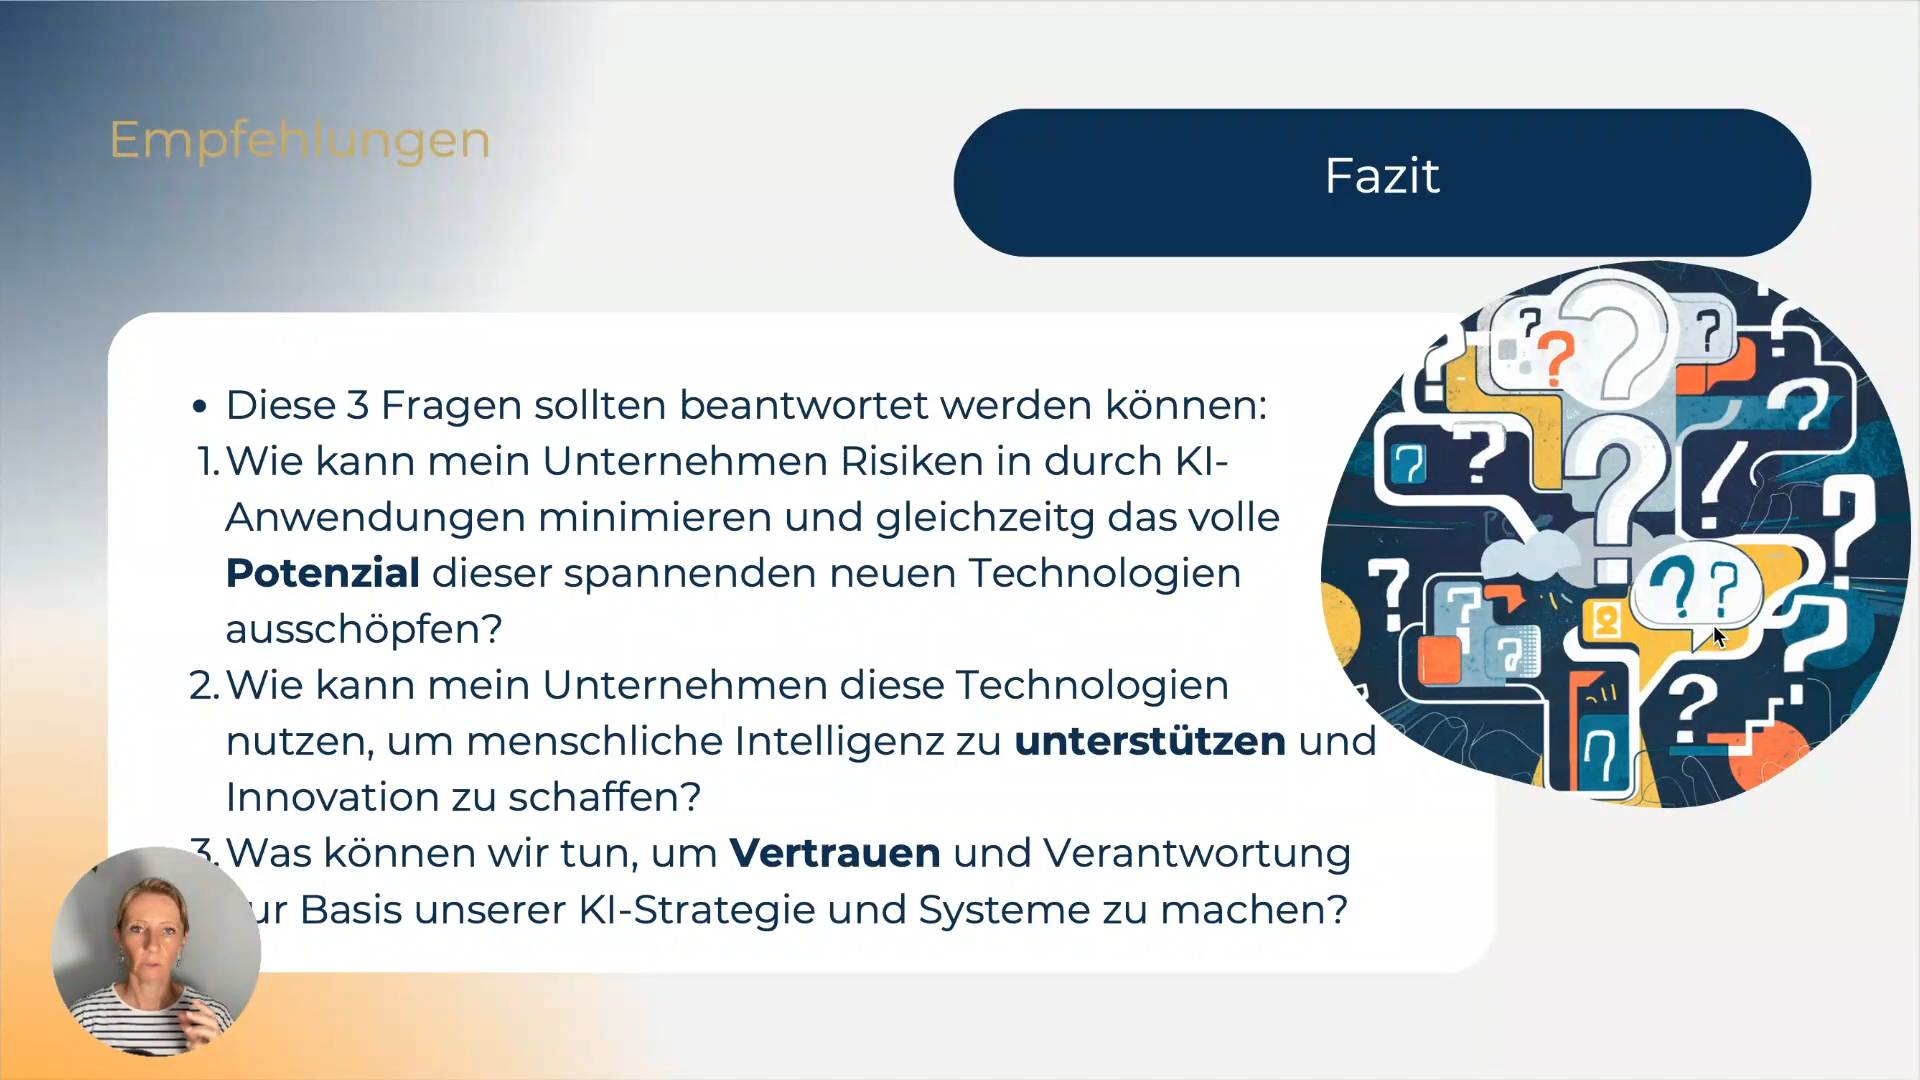 Empfehlungen
Fazit
• Diese 3 Fragen sollten beantwortet werden können:
1. Wie kann mein Unternehmen Risiken in durch KI-
Anwendungen minimieren und gleichzeitg das volle
Potenzial dieser spannenden neuen Technologien
ausschöpfen?
2. Wie kann mein Unternehmen diese Technologien
nutzen, um menschliche Intelligenz zu unterstützen und
Innovation zu schaffen?
3. Was können wir tun, um Vertrauen und Verantwortung
ur Basis unserer KI-Strategie und Systeme zu machen?